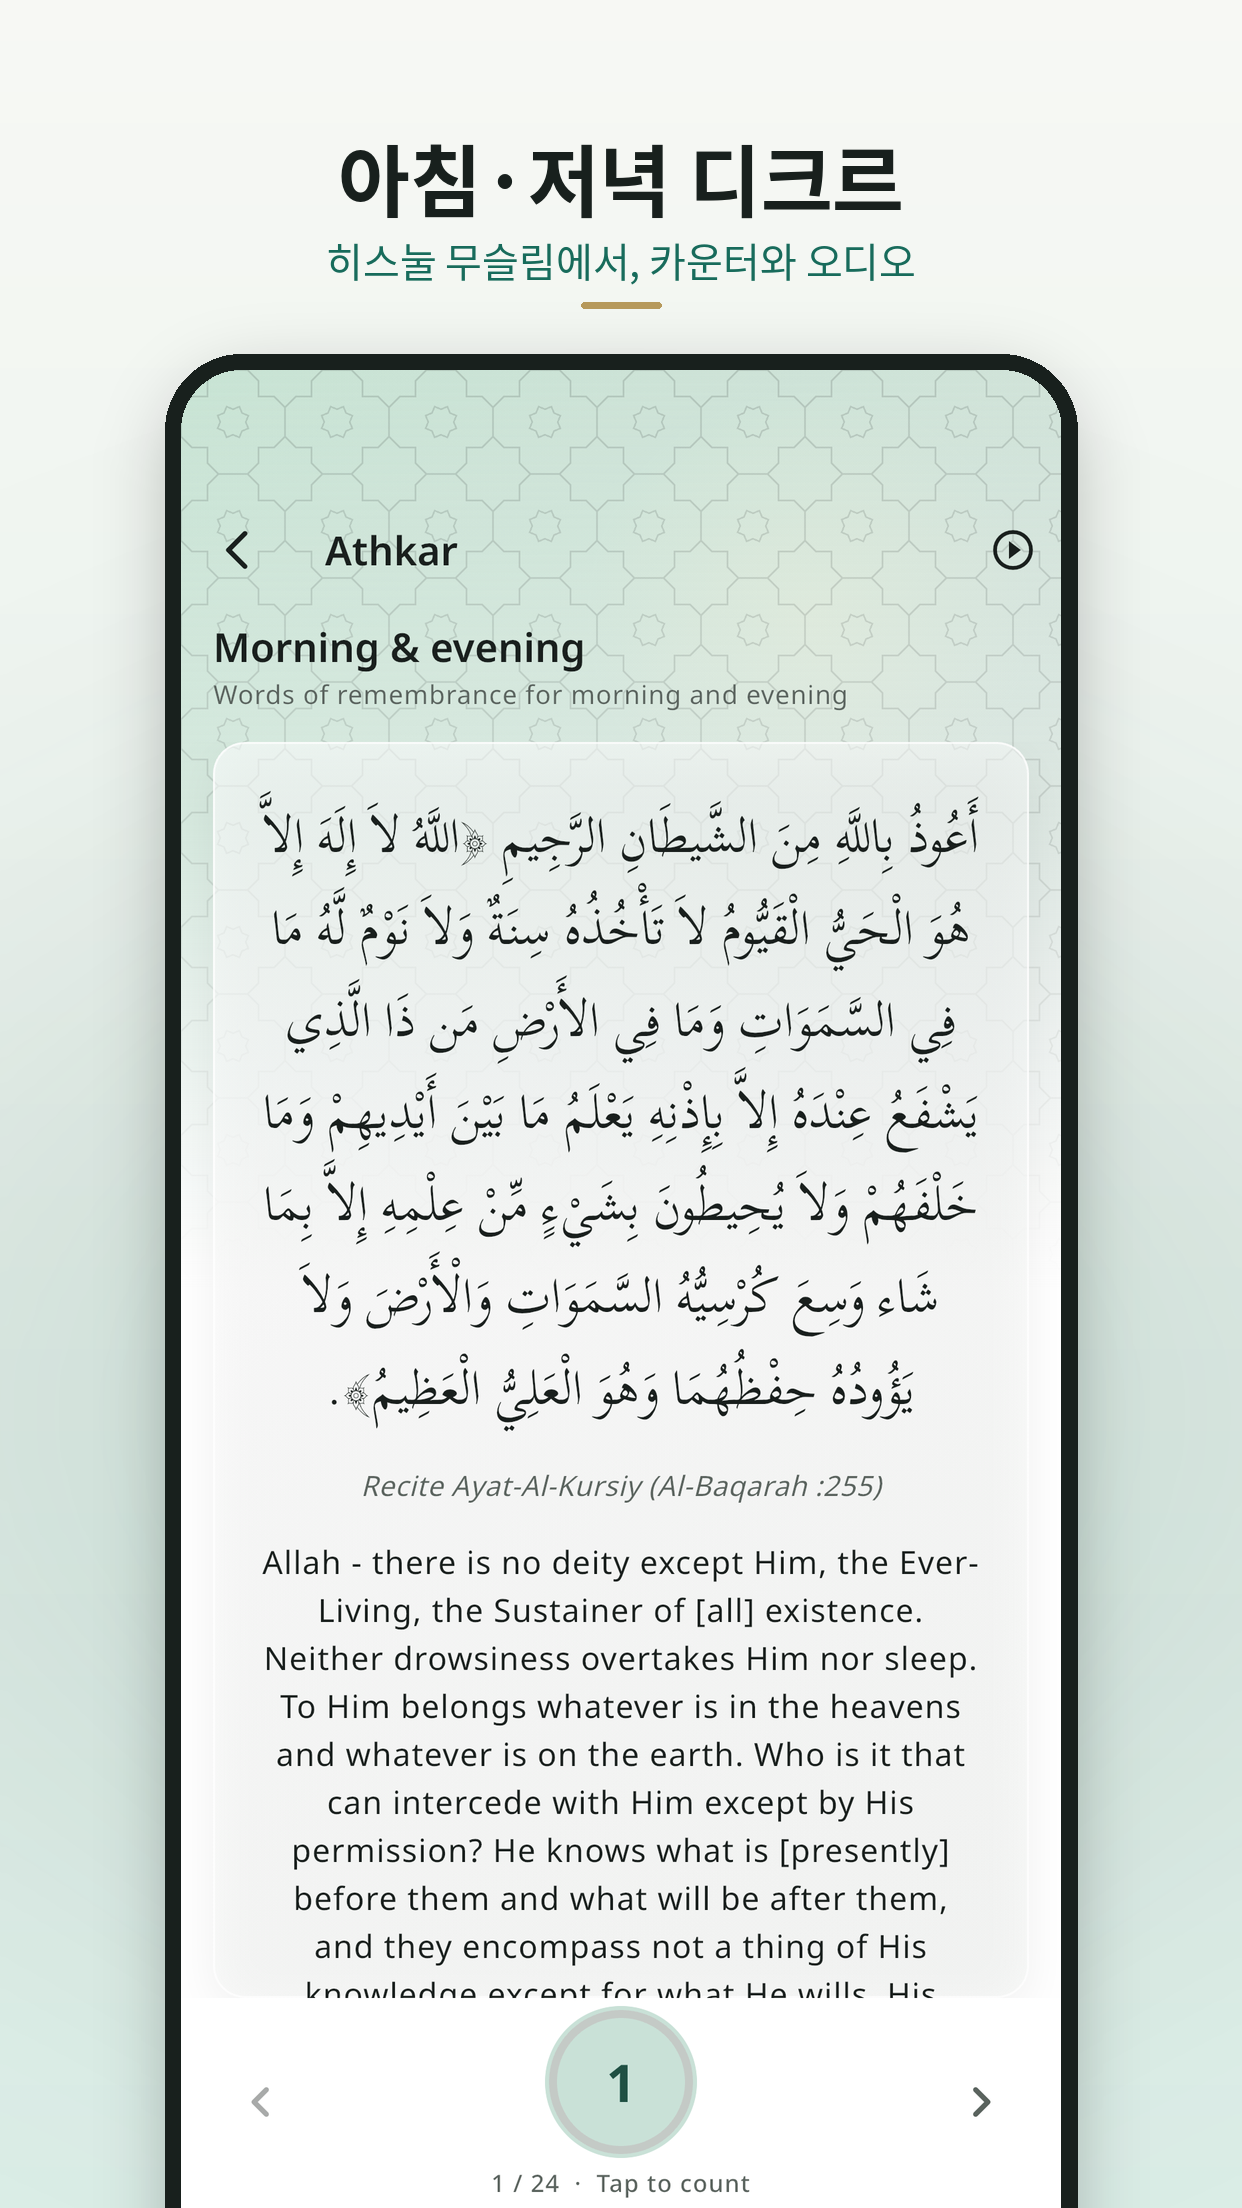 아침·저녁 디크르
히스눌 무슬림에서, 카운터와 오디오
Athkar
Morning & evening
Words of remembrance for morning and evening
أَعُوذُ بِاللَّهِ مِنَ الشَّيطَانِ الرَّجِيمِ ﴿اللَّهُ لاَ إِلَهَ إِلاَّ
هُوَ الْحَيُّ الْقَيُّومُ لاَ تَأْخُذُهُ سِنَةٌ وَلاَ نَوْمٌ لَّهُ مَا
فِي السَّمَوَاتِ وَمَا فِي الأَرْضِ مَن ذَا الَّذِي
يَشْفَعُ عِنْدَهُ إِلاَّ بِإِذْنِهِ يَعْلَمُ مَا بَيْنَ أَيْدِيهِمْ وَمَا
خَلْفَهُمْ وَلاَ يُحِيطُونَ بِشَيْءٍ مِّنْ عِلْمِهِ إِلاَّ بِمَا
شَاء وَسِعَ كُرْسِيُّهُ السَّمَوَاتِ وَالْأَرْضَ وَلاَ
يَؤُودُهُ حِفْظُهُمَا وَهُوَ الْعَلِيُّ الْعَظِيمُ﴾.
Recite Ayat-Al-Kursiy (Al-Baqarah :255)
Allah - there is no deity except Him, the Ever-
Living, the Sustainer of [all] existence.
Neither drowsiness overtakes Him nor sleep.
To Him belongs whatever is in the heavens
and whatever is on the earth. Who is it that
can intercede with Him except by His
permission? He knows what is [presently]
before them and what will be after them,
and they encompass not a thing of His
knowledge except for what He wills. His
1
1 / 24 · Tap to count